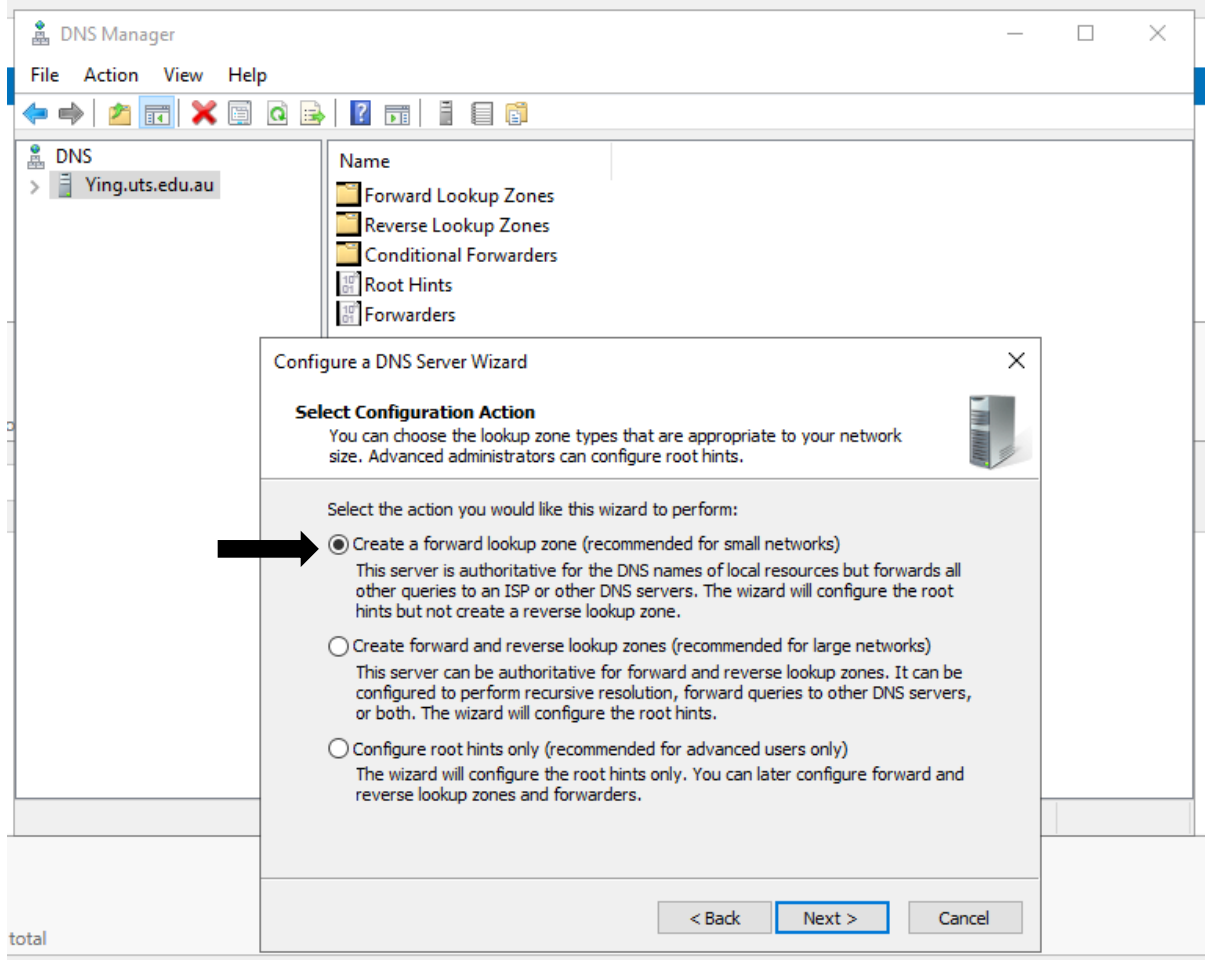 DNS Manager
File Action View Help
DNS
Ying.uts.edu.au
Name
Forward Lookup Zones
Reverse Lookup Zones
Conditional Forwarders
Root Hints
Forwarders
Configure a DNS Server Wizard
Select Configuration Action
You can choose the lookup zone types that are appropriate to your network
size. Advanced administrators can configure root hints.
Select the action you would like this wizard to perform:
Create a forward lookup zone (recommended for small networks)
This server is authoritative for the DNS names of local resources but forwards all
other queries to an ISP or other DNS servers. The wizard will configure the root
hints but not create a reverse lookup zone.
Create forward and reverse lookup zones (recommended for large networks)
This server can be authoritative for forward and reverse lookup zones. It can be
configured to perform recursive resolution, forward queries to other DNS servers,
or both. The wizard will configure the root hints.
Configure root hints only (recommended for advanced users only)
The wizard will configure the root hints only. You can later configure forward and
reverse lookup zones and forwarders.
< Back Next > Cancel
total